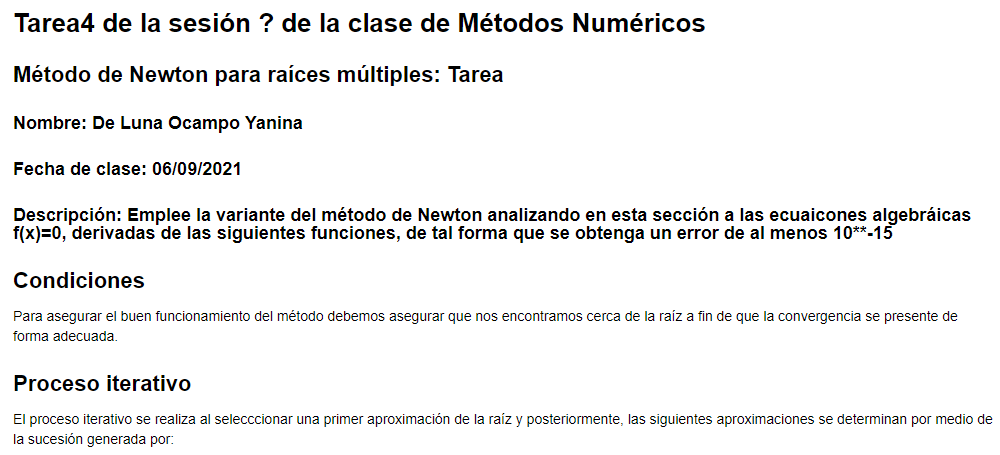 Tarea4 de la sesión ? de la clase de Métodos Numéricos
Método de Newton para raíces múltiples: Tarea
Nombre: De Luna Ocampo Yanina
Fecha de clase: 06/09/2021
Descripción: Emplee la variante del método de Newton analizando en esta sección a las ecuaicones algebráicas
f(x)=0, derivadas de las siguientes funciones, de tal forma que se obtenga un error de al menos 10**-15
Condiciones
Para asegurar el buen funcionamiento del método debemos asegurar que nos encontramos cerca de la raíz a fin de que la convergencia se presente de
forma adecuada.
Proceso iterativo
El proceso iterativo se realiza al selecccionar una primer aproximación de la raíz y posteriormente, las siguientes aproximaciones se determinan por medio de
la sucesión generada por: